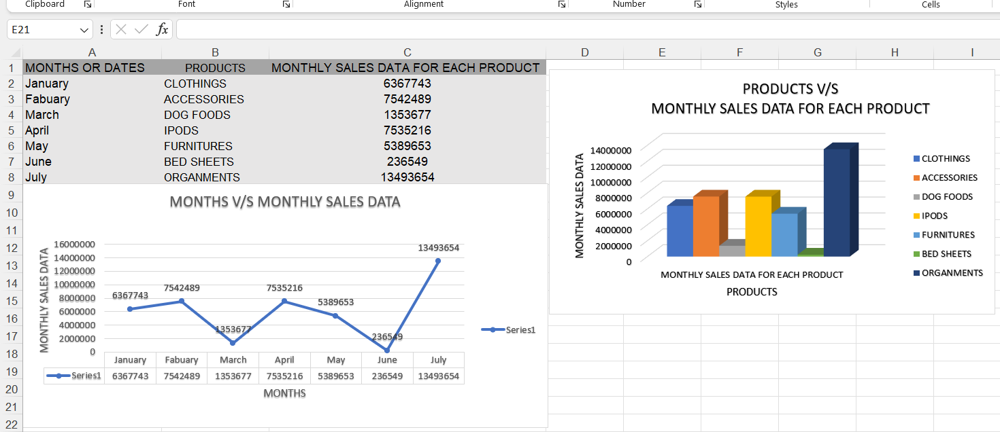 Clipboard Font Alignment Number Styles Cells
E21 fx
A B C D E F G H I
1 MONTHS OR DATES PRODUCTS MONTHLY SALES DATA FOR EACH PRODUCT
2 January CLOTHINGS 6367743
3 Fabuary ACCESSORIES 7542489
4 March DOG FOODS 1353677
5 April IPODS 7535216
6 May FURNITURES 5389653
7 June BED SHEETS 236549
8 July ORGANMENTS 13493654
9
10
11
12
13
14
15
16
17
18
19
20
21
22
MONTHS V/S MONTHLY SALES DATA
MONTHLY SALES DATA
16000000
14000000
12000000
10000000
8000000
6000000
4000000
2000000
0
6367743
7542489
1353677
7535216
5389653
236549
13493654
Series1
January Fabuary March April May June July
Series1 6367743 7542489 1353677 7535216 5389653 236549 13493654
MONTHS
PRODUCTS V/S
MONTHLY SALES DATA FOR EACH PRODUCT
MONTHLY SALES DATA
14000000
12000000
10000000
8000000
6000000
4000000
2000000
0
MONTHLY SALES DATA FOR EACH PRODUCT
PRODUCTS
CLOTHINGS
ACCESSORIES
DOG FOODS
IPODS
FURNITURES
BED SHEETS
ORGANMENTS